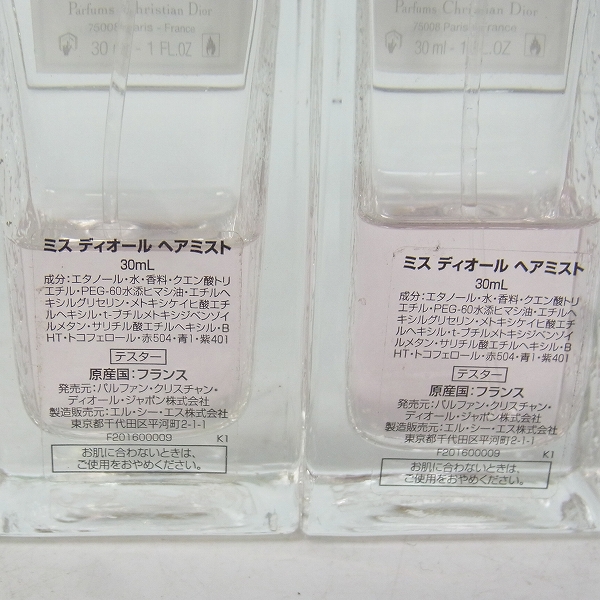 Parfums Christian Dior
75008 Paris - France
30 ml - 1 FL.OZ
ミス ディオール ヘアミスト
30mL
成分:エタノール・水・香料・クエン酸トリ
エチル・PEG-60水添ヒマシ油・エチルヘ
キシルグリセリン・メトキシケイヒ酸エチ
ルヘキシル・t-ブチルメトキシジベンゾイ
ルメタン・サリチル酸エチルヘキシル・B
HT・トコフェロール・赤504・青1・紫401
テスター
原産国:フランス
発売元:パルファン・クリスチャン・
ディオール・ジャポン株式会社
製造販売元:エル・シー・エス株式会社
東京都千代田区平河町2-1-1
F201600009 K1
お肌に合わないときは、
ご使用をおやめください。
Parfums Christian Dior
75008 Paris - France
30 ml - 1 FL.OZ
ミス ディオール ヘアミスト
30mL
成分:エタノール・水・香料・クエン酸トリ
エチル・PEG-60水添ヒマシ油・エチルヘ
キシルグリセリン・メトキシケイヒ酸エチ
ルヘキシル・t-ブチルメトキシジベンゾイ
ルメタン・サリチル酸エチルヘキシル・B
HT・トコフェロール・赤504・青1・紫401
テスター
原産国:フランス
発売元:パルファン・クリスチャン・
ディオール・ジャポン株式会社
製造販売元:エル・シー・エス株式会社
東京都千代田区平河町2-1-1
F201600009 K1
お肌に合わないときは、
ご使用をおやめください。